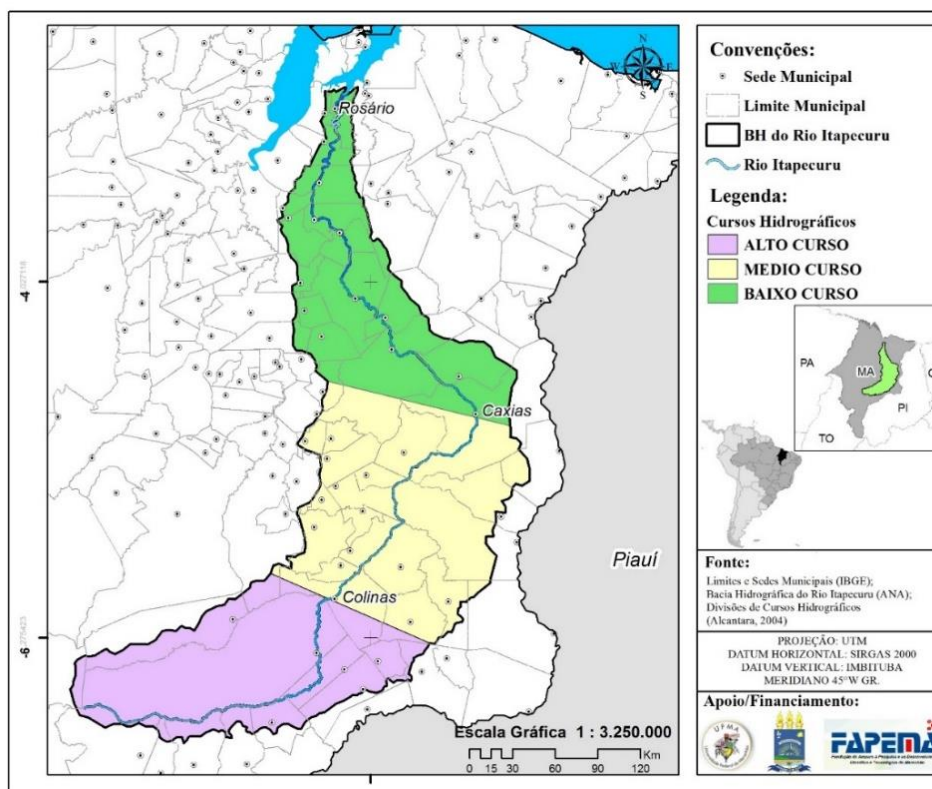 Rosário
Caxias
Colinas
Piauí
N
W
E
S
4
-6
Escala Gráfica 1 : 3.250.000
0 15 30 60 90 120
Km
Convenções:
Sede Municipal
Limite Municipal
BH do Rio Itapecuru
Rio Itapecuru
Legenda:
Cursos Hidrográficos
ALTO CURSO
MEDIO CURSO
BAIXO CURSO
PA
MA
PI
TO
Fonte:
Limites e Sedes Municipais (IBGE);
Bacia Hidrográfica do Rio Itapecuru (ANA);
Divisões de Cursos Hidrográficos
(Alcantara, 2004)
PROJEÇÃO: UTM
DATUM HORIZONTAL: SIRGAS 2000
DATUM VERTICAL: IMBITUBA
MERIDIANO 45°W GR.
Apoio/Financiamento:
UFMA
FAPEMA